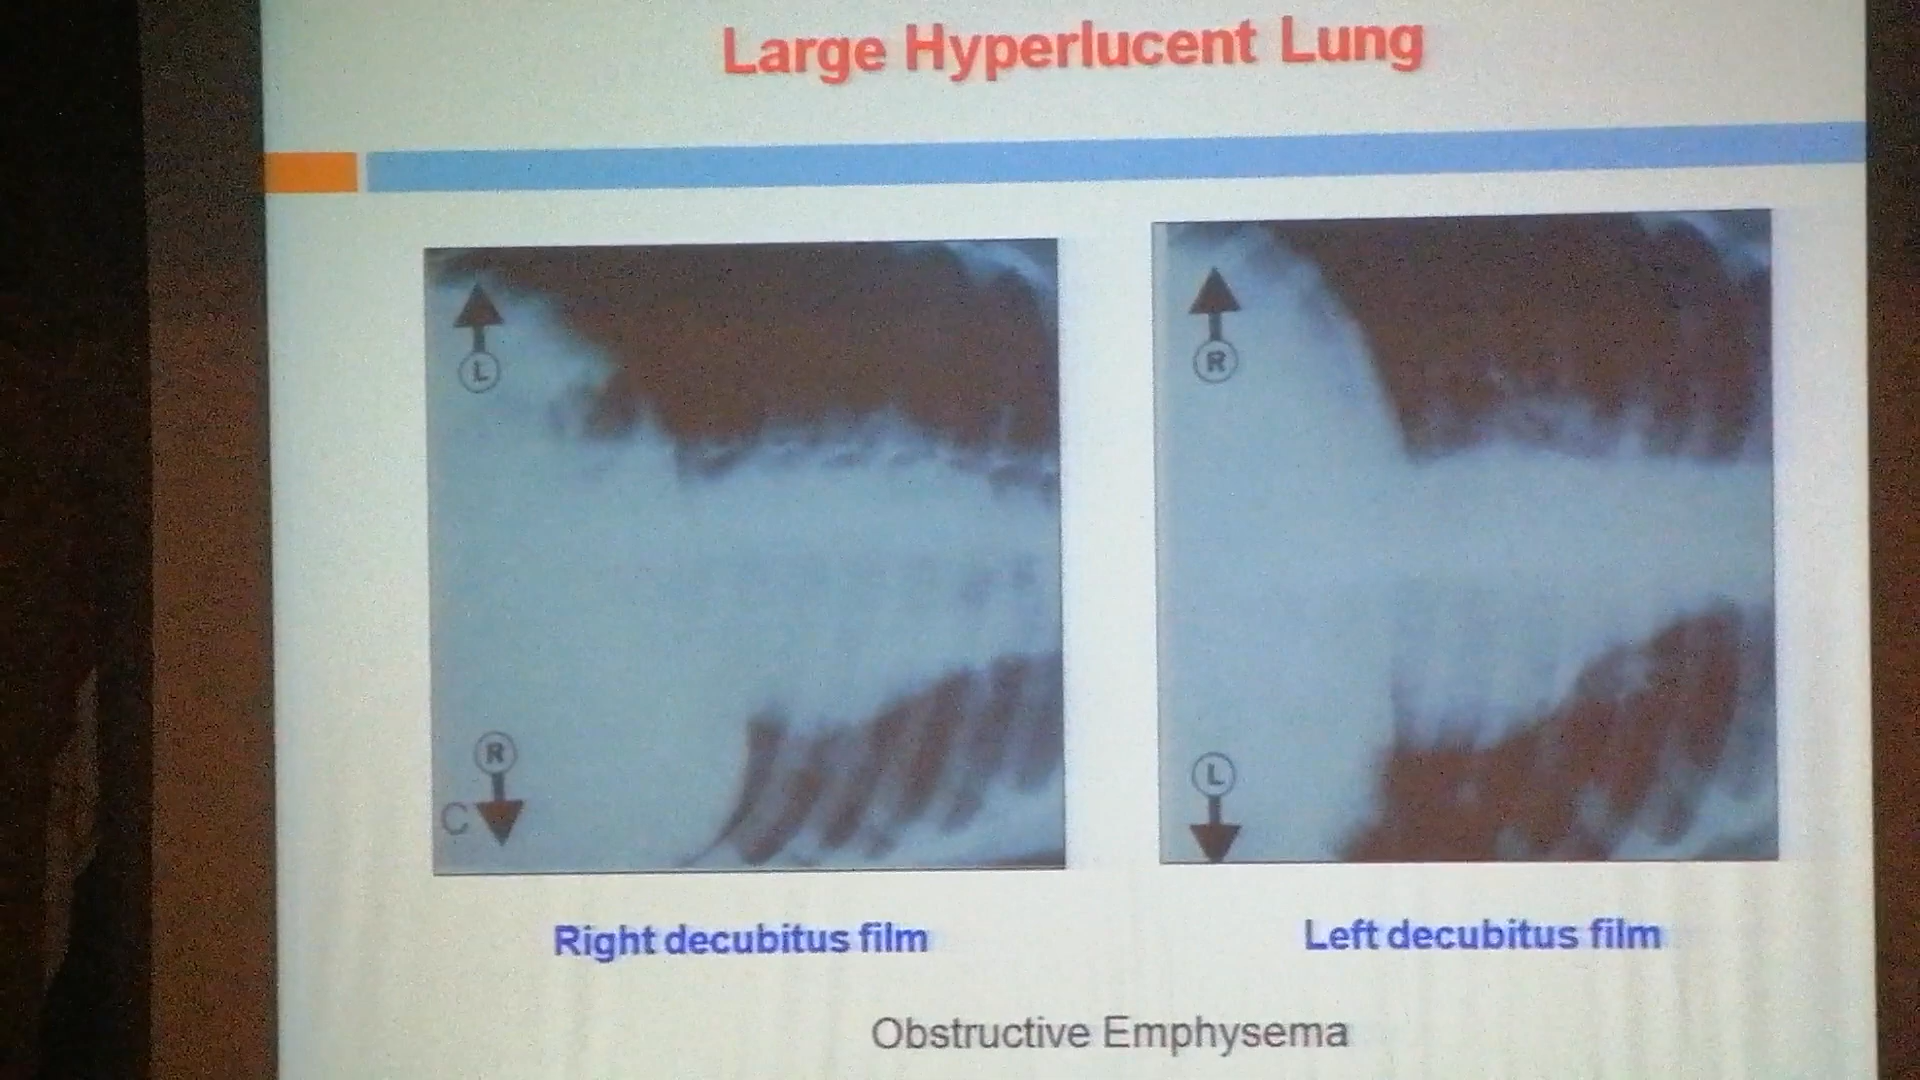 Large Hyperlucent Lung
L
R
C
R
L
Right decubitus film
Left decubitus film
Obstructive Emphysema